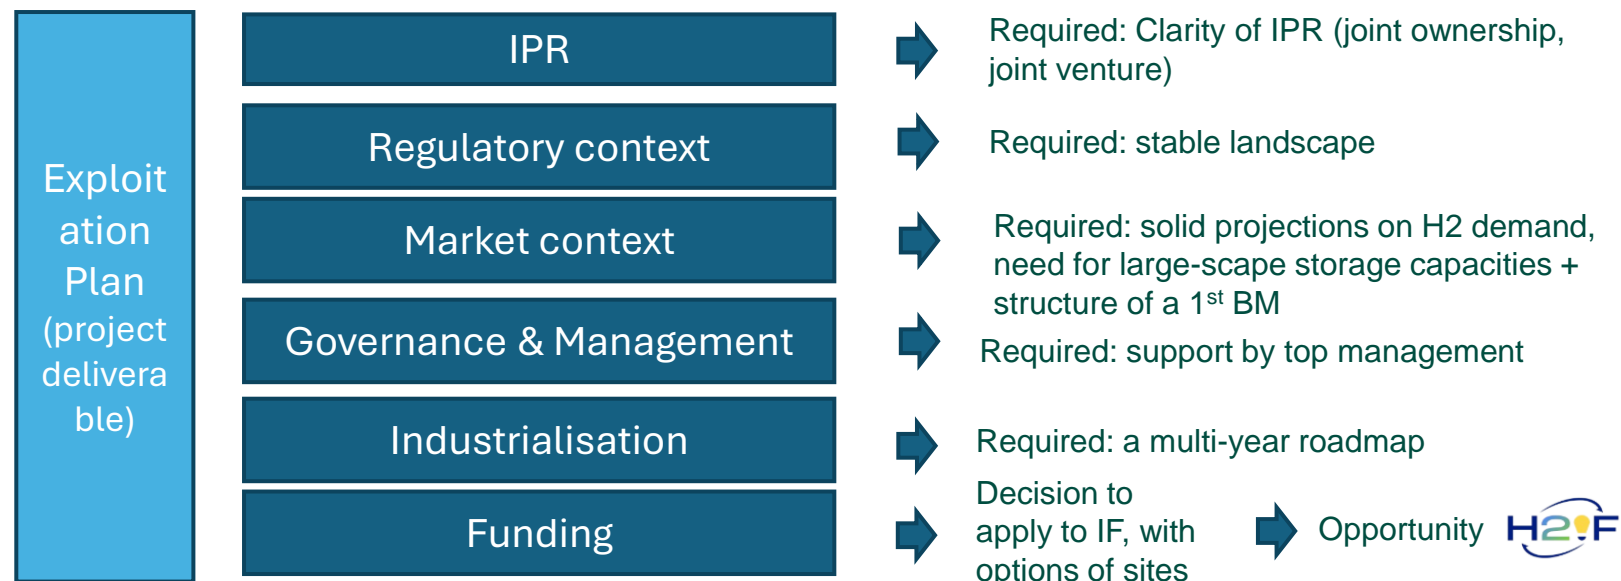 Exploit
ation
Plan
(project
delivera
ble)
IPR
Required: Clarity of IPR (joint ownership,
joint venture)
Regulatory context
Required: stable landscape
Market context
Required: solid projections on H2 demand,
need for large-scape storage capacities +
structure of a 1st BM
Governance & Management
Required: support by top management
Industrialisation
Required: a multi-year roadmap
Funding
Decision to
apply to IF, with
options of sites
Opportunity
H2IF